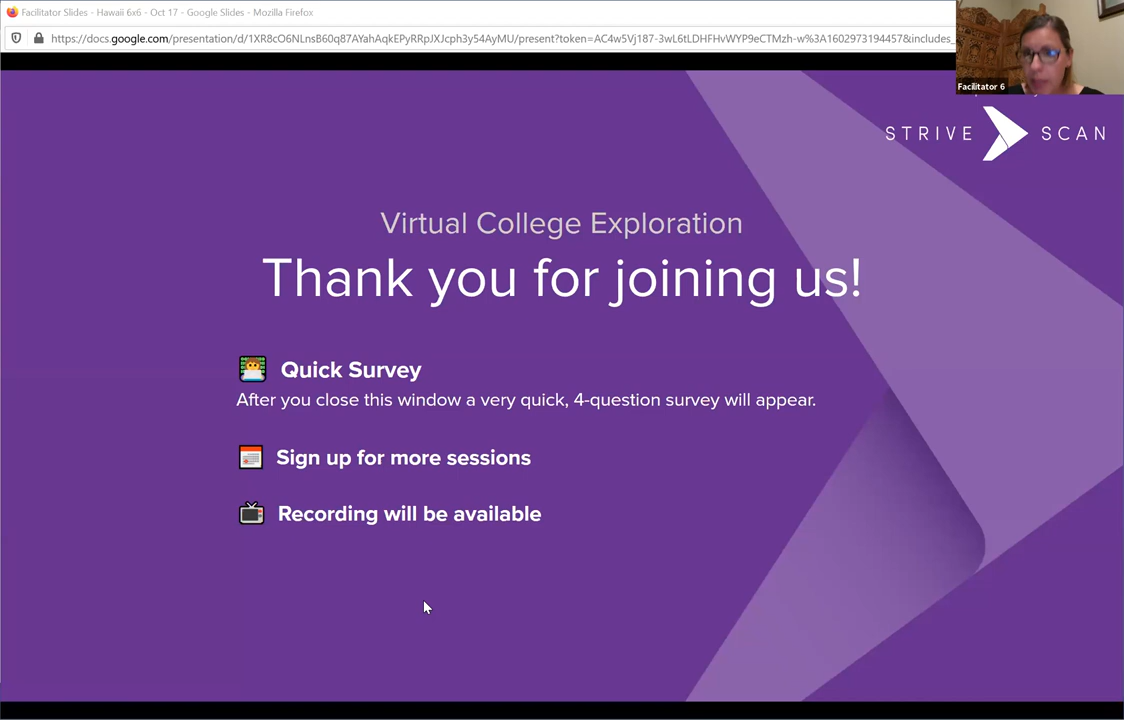 Facilitator Slides - Hawaii 6x6 - Oct 17 - Google Slides - Mozilla Firefox
https://docs.google.com/presentation/d/1XR8cO6NLnsB60q87AYahAqkEPyRRpJXJcph3y54AyMU/present?token=AC4w5Vj187-3wL6tLDHFHvWYP9eCTMzh-w%3A1602973194457&includes_
Facilitator 6
STRIVE SCAN
Virtual College Exploration
Thank you for joining us!
Quick Survey
After you close this window a very quick, 4-question survey will appear.
Sign up for more sessions
Recording will be available